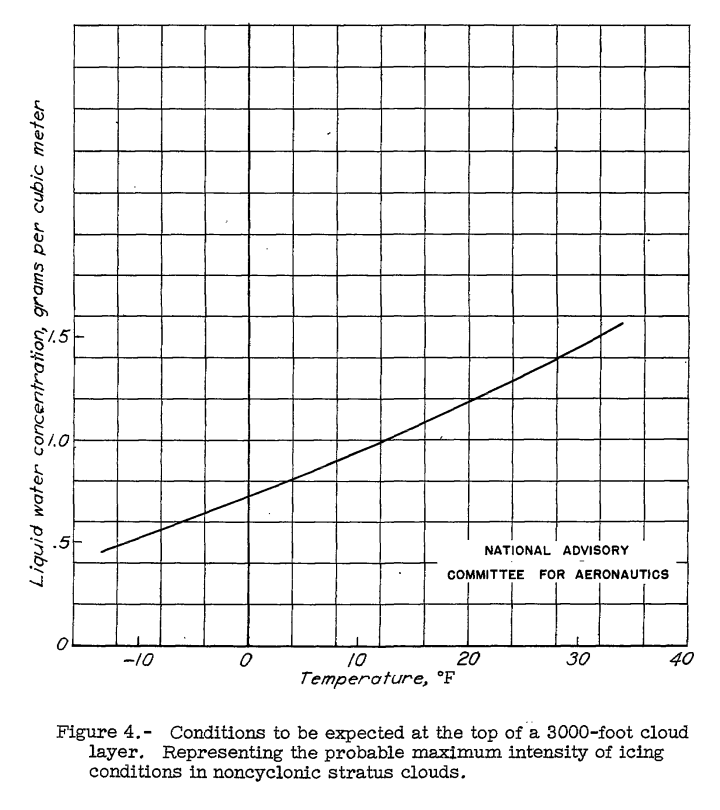 Liquid water concentration, grams per cubic meter
1.5
1.0
.5
0
-10 0 10 20 30 40
Temperature, °F
NATIONAL ADVISORY
COMMITTEE FOR AERONAUTICS
Figure 4.- Conditions to be expected at the top of a 3000-foot cloud
layer. Representing the probable maximum intensity of icing
conditions in noncyclonic stratus clouds.